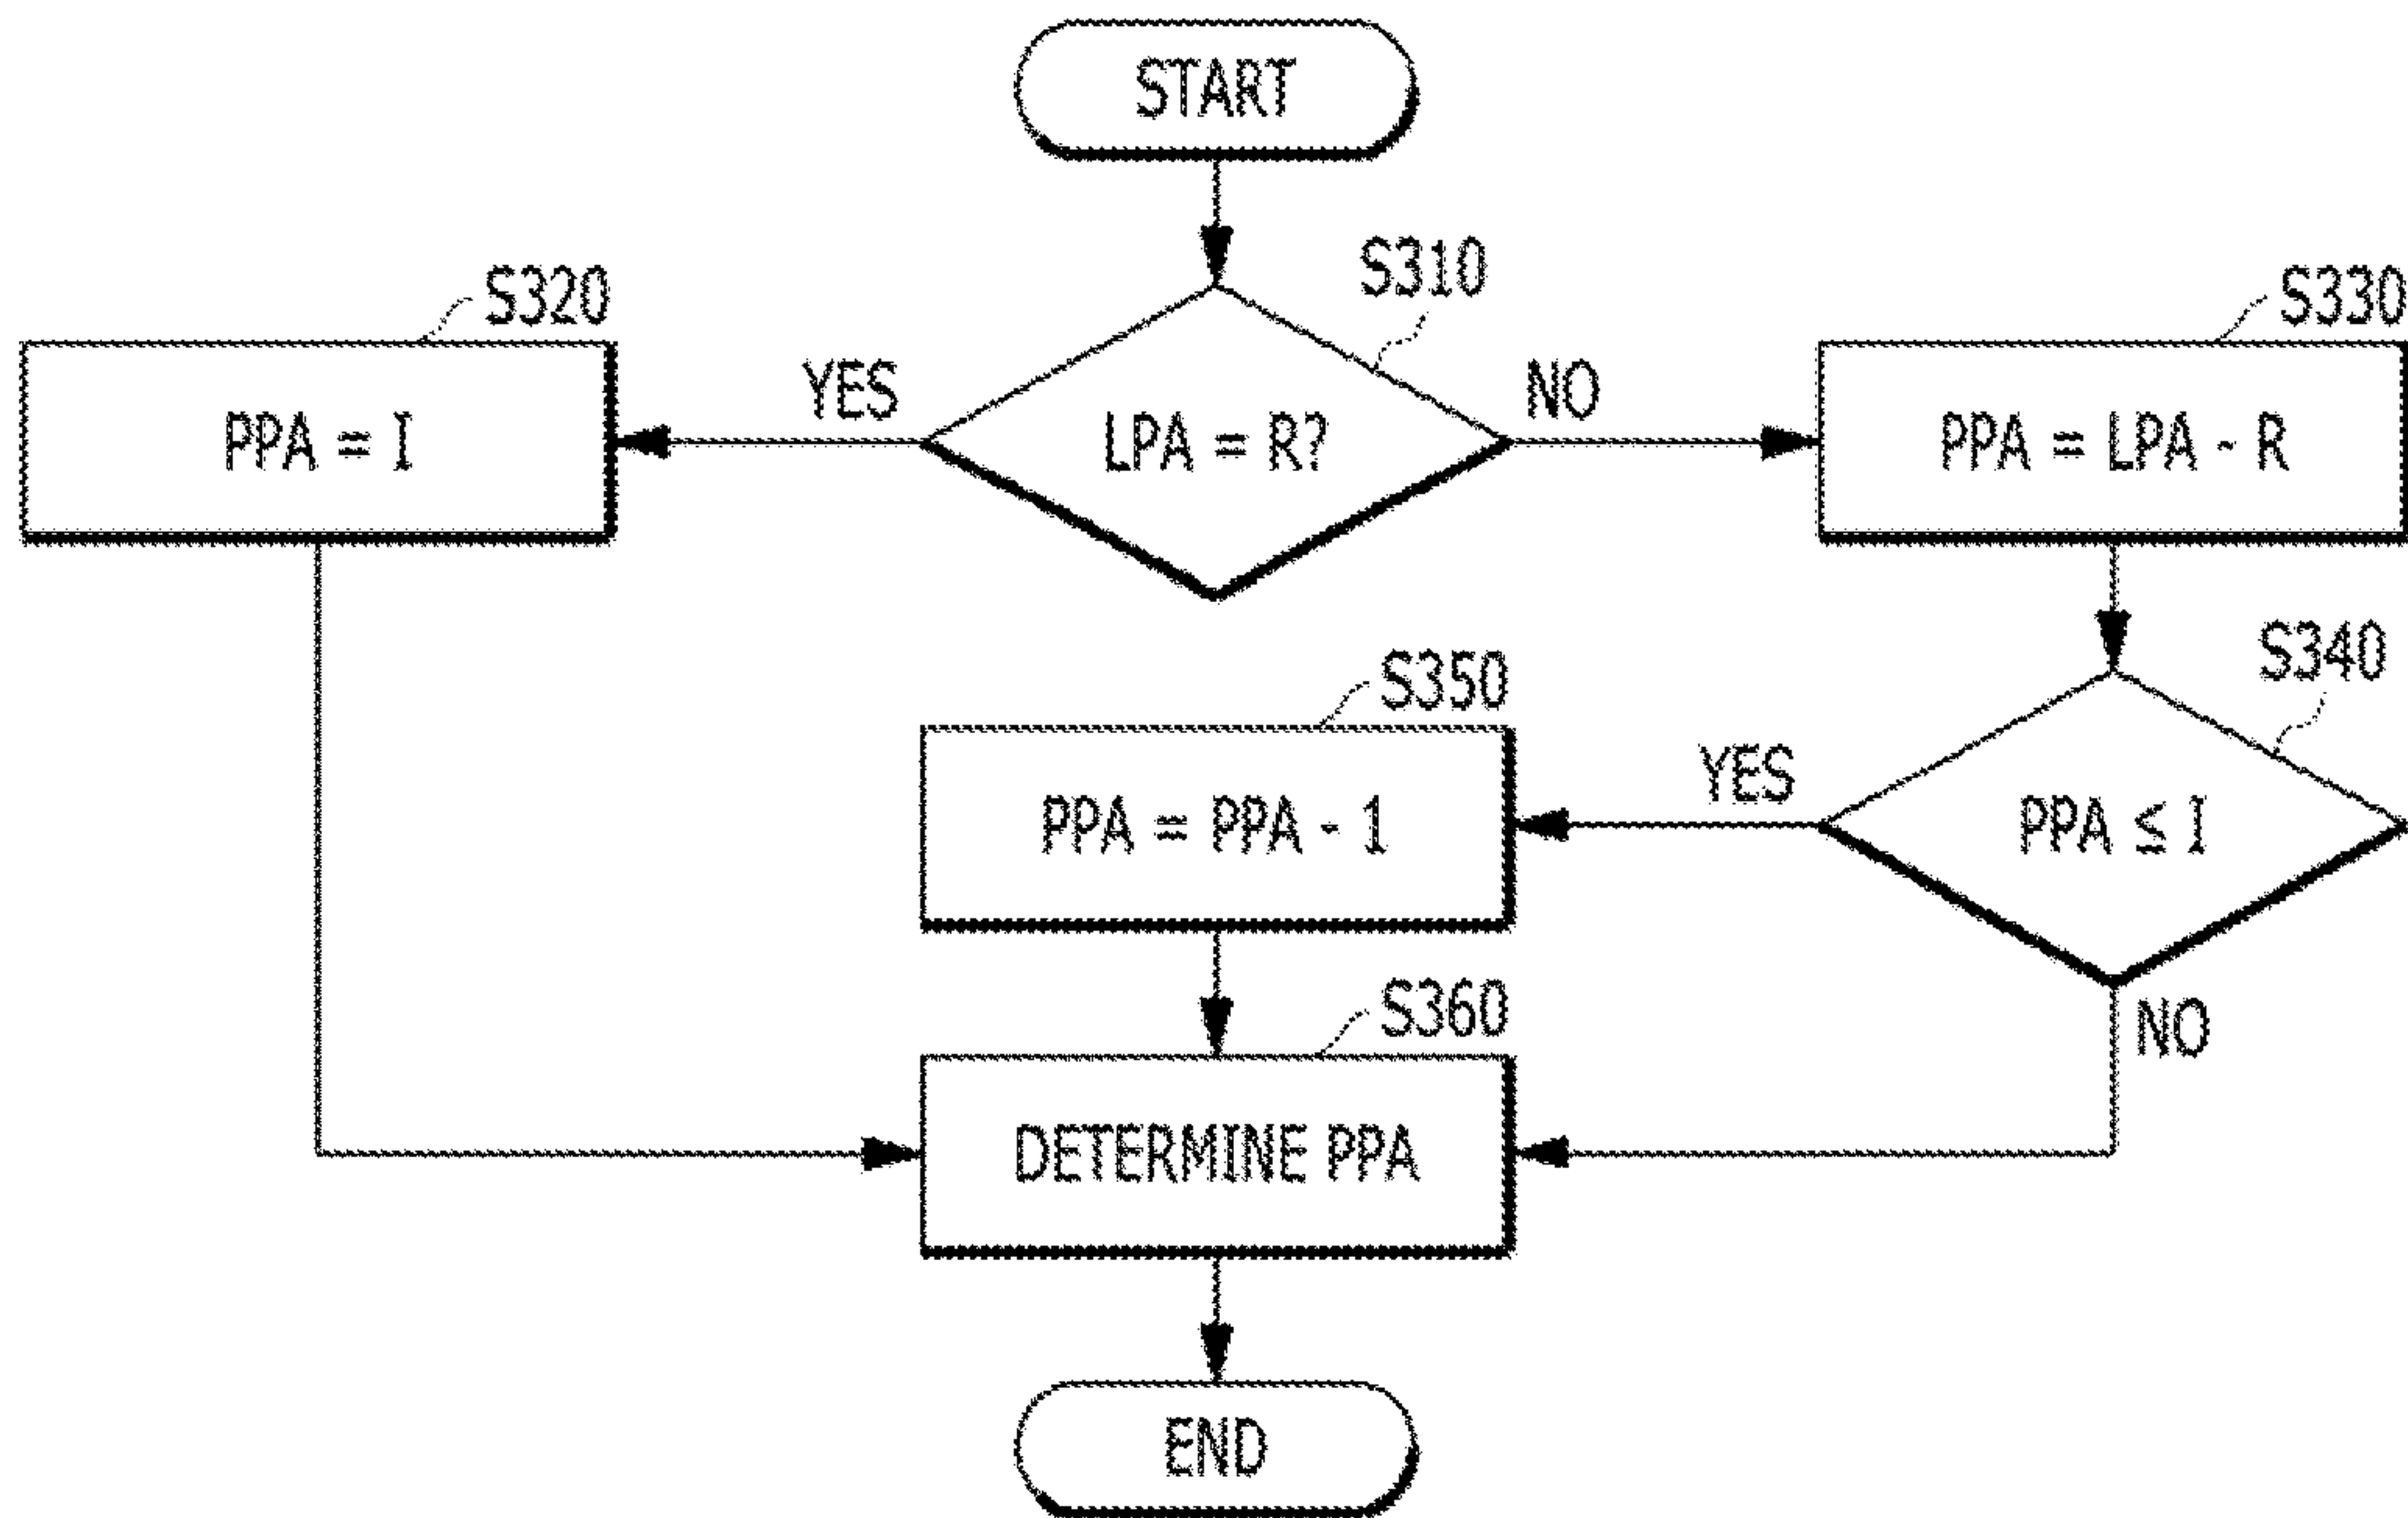 START
S310
S320
S330
YES
NO
PPA = I
LPA = R?
PPA = LPA - R
S340
S350
YES
PPA = PPA - 1
PPA ≤ I
S360
NO
DETERMINE PPA
END